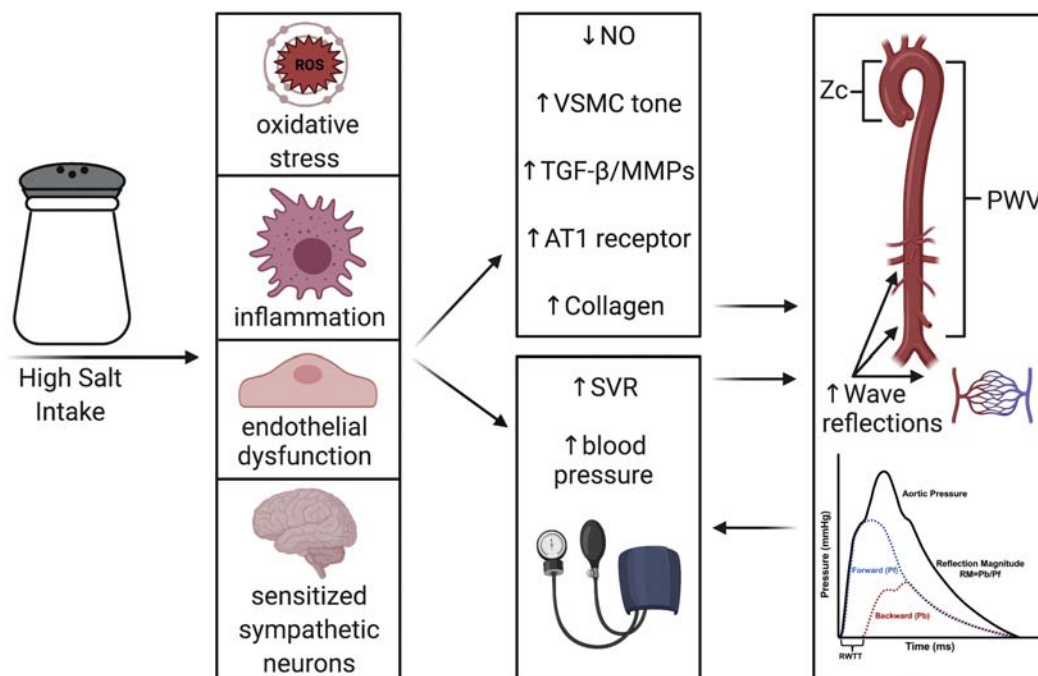 High Salt
Intake
ROS
oxidative
stress
inflammation
endothelial
dysfunction
sensitized
sympathetic
neurons
↓NO
↑VSMC tone
↑TGF-β/MMPs
↑AT1 receptor
↑Collagen
↑SVR
↑blood
pressure
Zc
PWV
↑Wave
reflections
Pressure (mmHg)
Aortic Pressure
Forward (Pf)
Reflection Magnitude
RM=Pb/Pf
Backward (Pb)
Time (ms)
RWTT